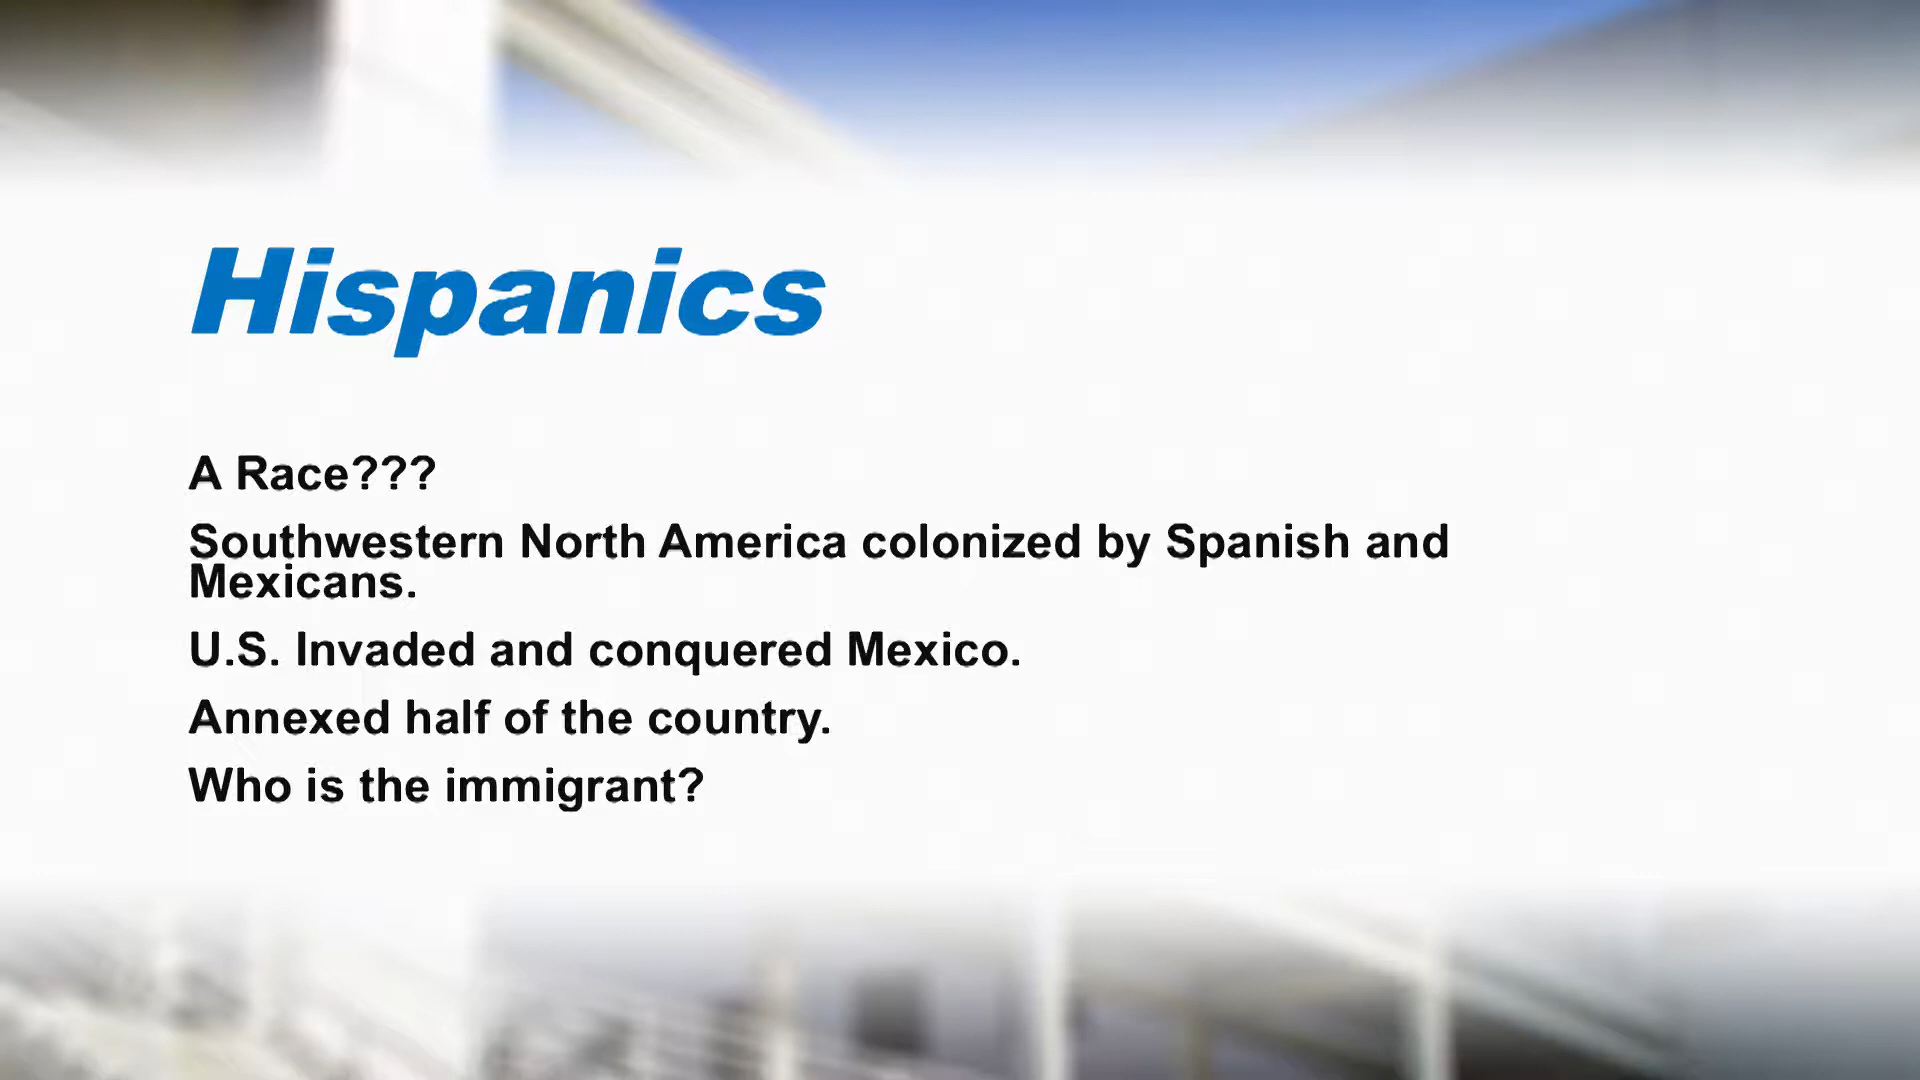 Hispanics
A Race???
Southwestern North America colonized by Spanish and
Mexicans.
U.S. Invaded and conquered Mexico.
Annexed half of the country.
Who is the immigrant?